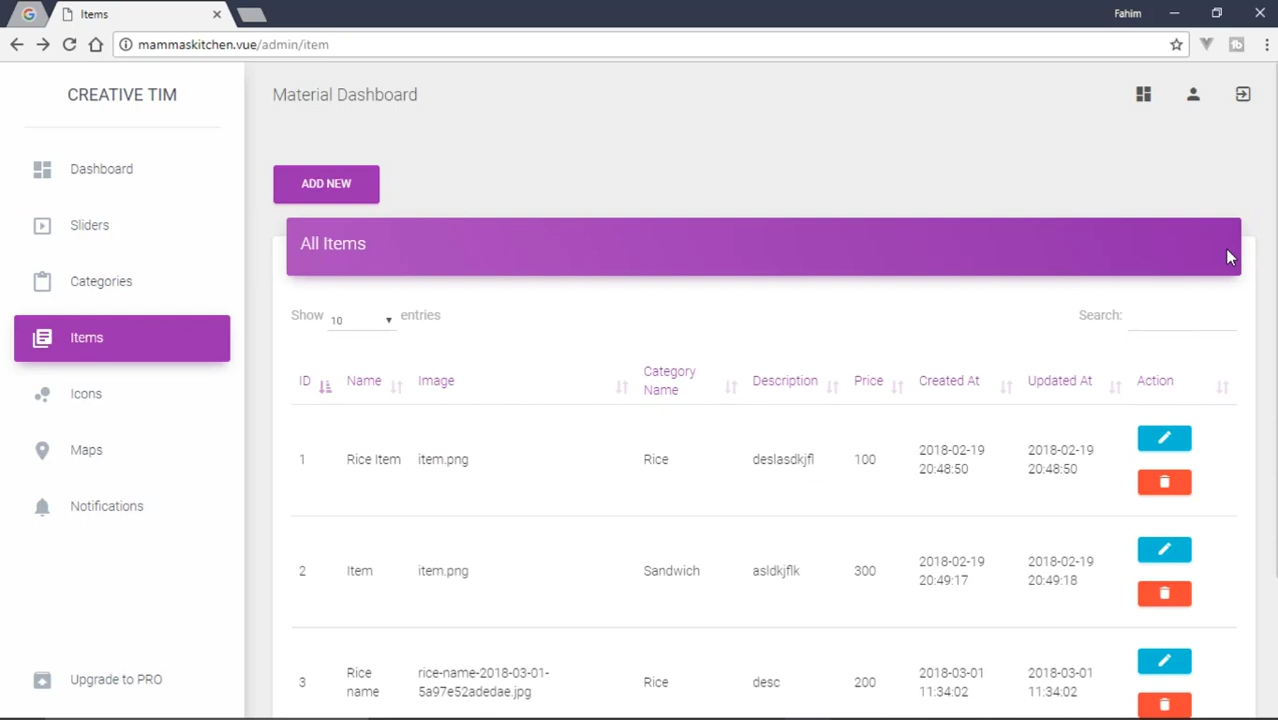 Items
Fahim
mammaskitchen.vue/admin/item
CREATIVE TIM
Material Dashboard
Dashboard
Sliders
Categories
Items
Icons
Maps
Notifications
Upgrade to PRO
ADD NEW
All Items
Show 10 entries
Search:
ID Name Image Category Name Description Price Created At Updated At Action
1 Rice Item item.png Rice deslasdkjfl 100 2018-02-19 20:48:50 2018-02-19 20:48:50
2 Item item.png Sandwich asldkjflk 300 2018-02-19 20:49:17 2018-02-19 20:49:18
3 Rice name rice-name-2018-03-01-5a97e52adedae.jpg Rice desc 200 2018-03-01 11:34:02 2018-03-01 11:34:02